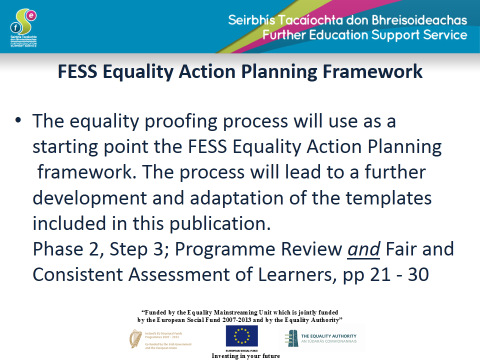 Seirbhís Tacaíochta don Bhreisoideachas
Further Education Support Service
FESS Equality Action Planning Framework
• The equality proofing process will use as a
starting point the FESS Equality Action Planning
framework. The process will lead to a further
development and adaptation of the templates
included in this publication.
Phase 2, Step 3; Programme Review and Fair and
Consistent Assessment of Learners, pp 21 - 30
“Funded by the Equality Mainstreaming Unit which is jointly funded
by the European Social Fund 2007-2013 and by the Equality Authority”
THE EQUALITY AUTHORITY
EUROPEAN SOCIAL FUND
Investing in your future